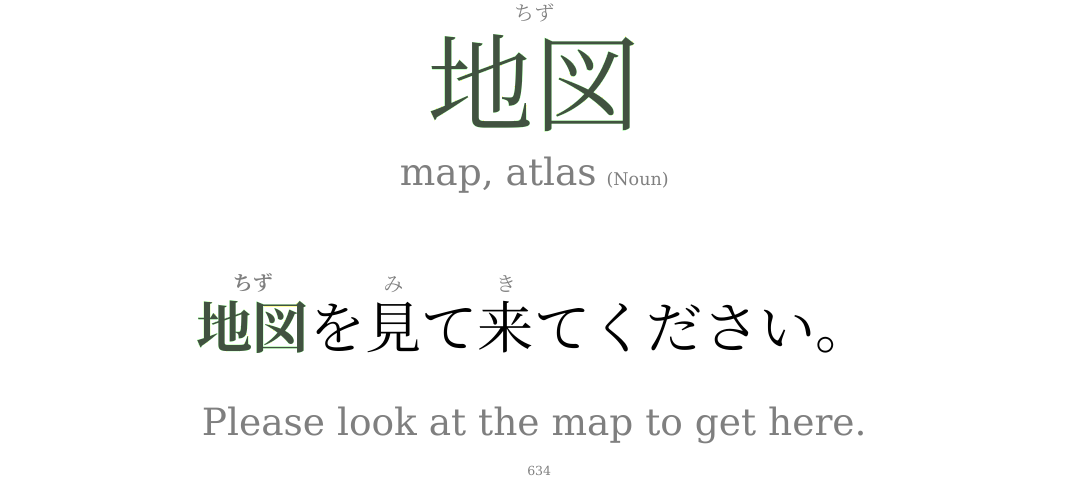 ちず
地図
map, atlas (Noun)
ちず み き
地図を見て来てください。
Please look at the map to get here.
634